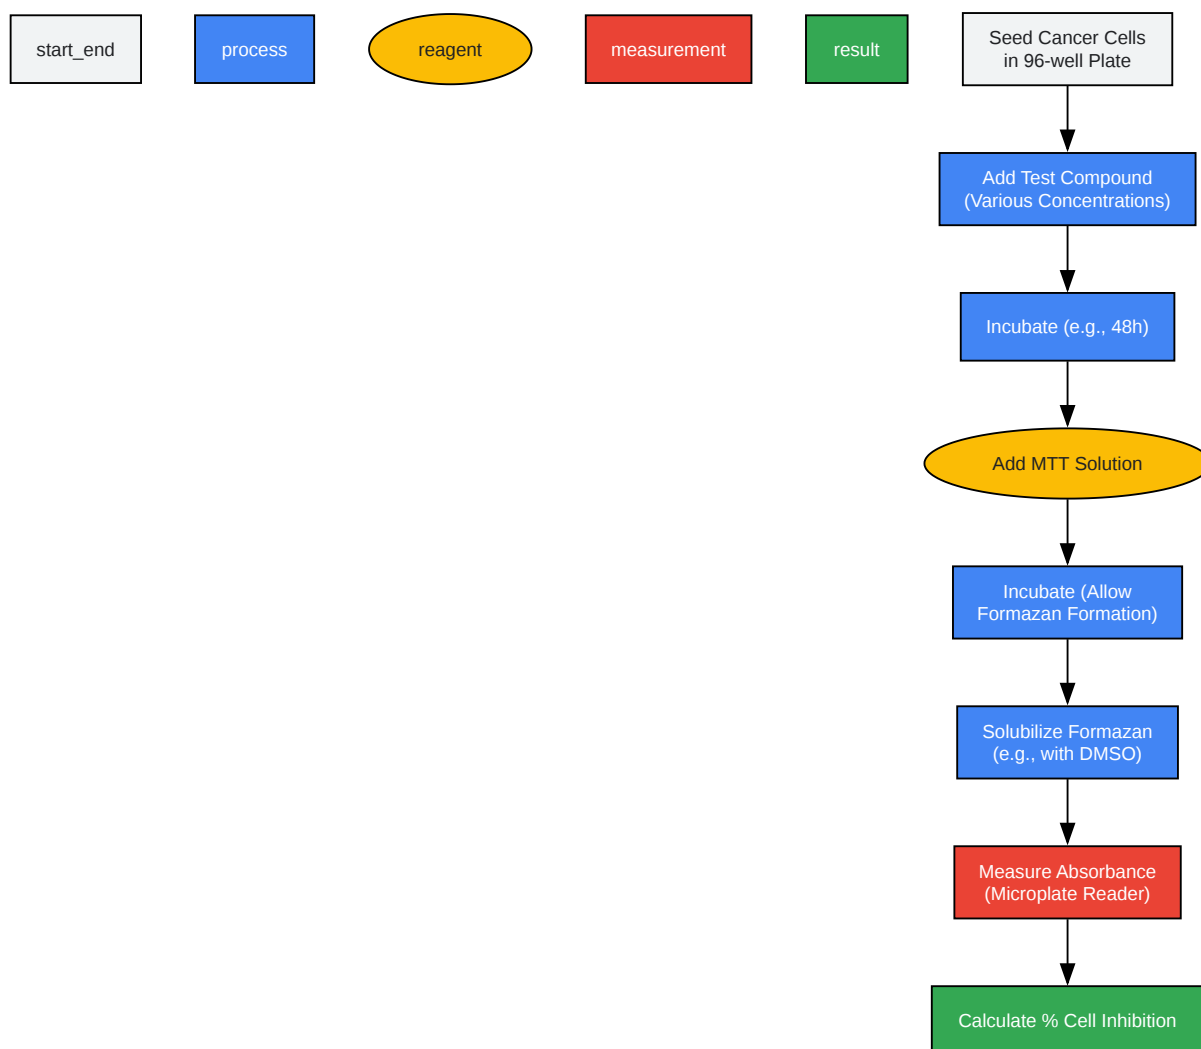 start_end
process
reagent
measurement
result
Seed Cancer Cells
in 96-well Plate
Add Test Compound
(Various Concentrations)
Incubate (e.g., 48h)
Add MTT Solution
Incubate (Allow
Formazan Formation)
Solubilize Formazan
(e.g., with DMSO)
Measure Absorbance
(Microplate Reader)
Calculate % Cell Inhibition